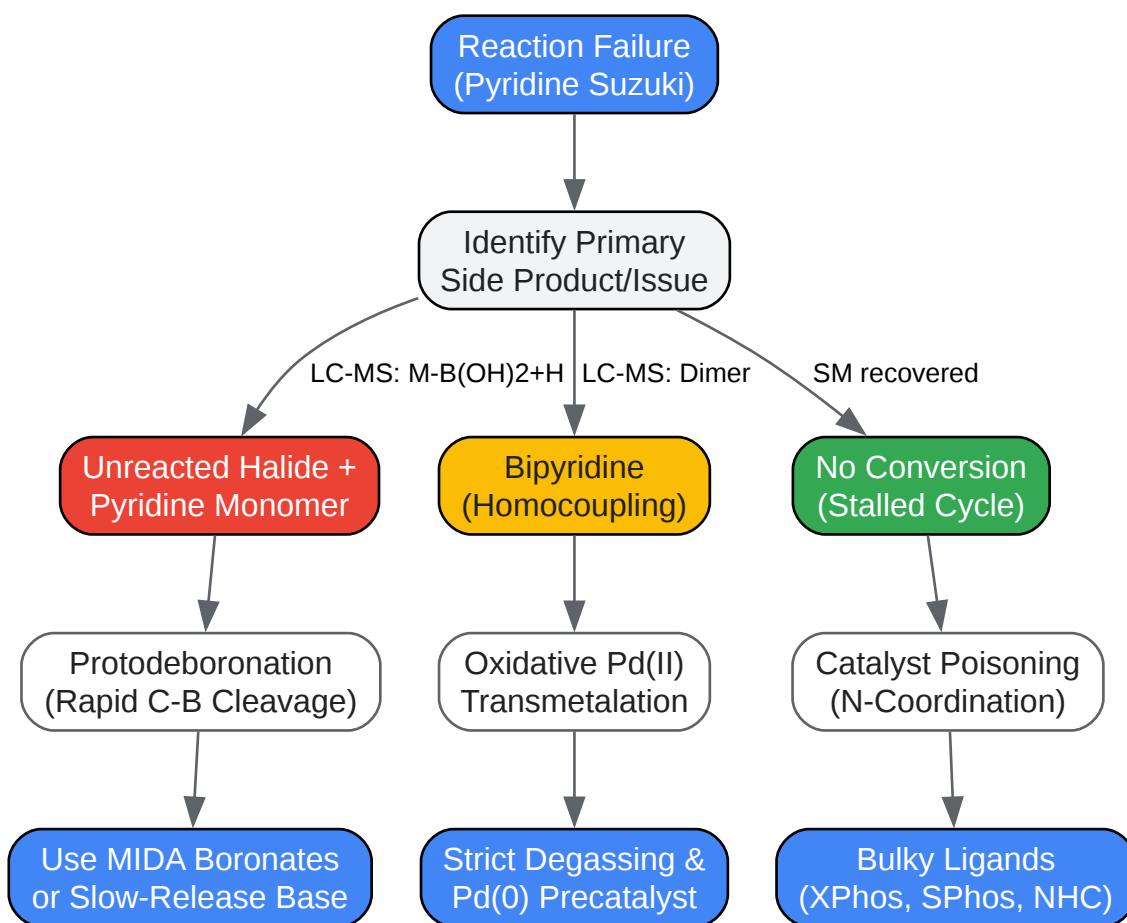 Reaction Failure
(Pyridine Suzuki)
Identify Primary
Side Product/Issue
LC-MS: M-B(OH)2+H
LC-MS: Dimer
SM recovered
Unreacted Halide +
Pyridine Monomer
Bipyridine
(Homocoupling)
No Conversion
(Stalled Cycle)
Protodeboronation
(Rapid C-B Cleavage)
Oxidative Pd(II)
Transmetalation
Catalyst Poisoning
(N-Coordination)
Use MIDA Boronates
or Slow-Release Base
Strict Degassing &
Pd(0) Precatalyst
Bulky Ligands
(XPhos, SPhos, NHC)